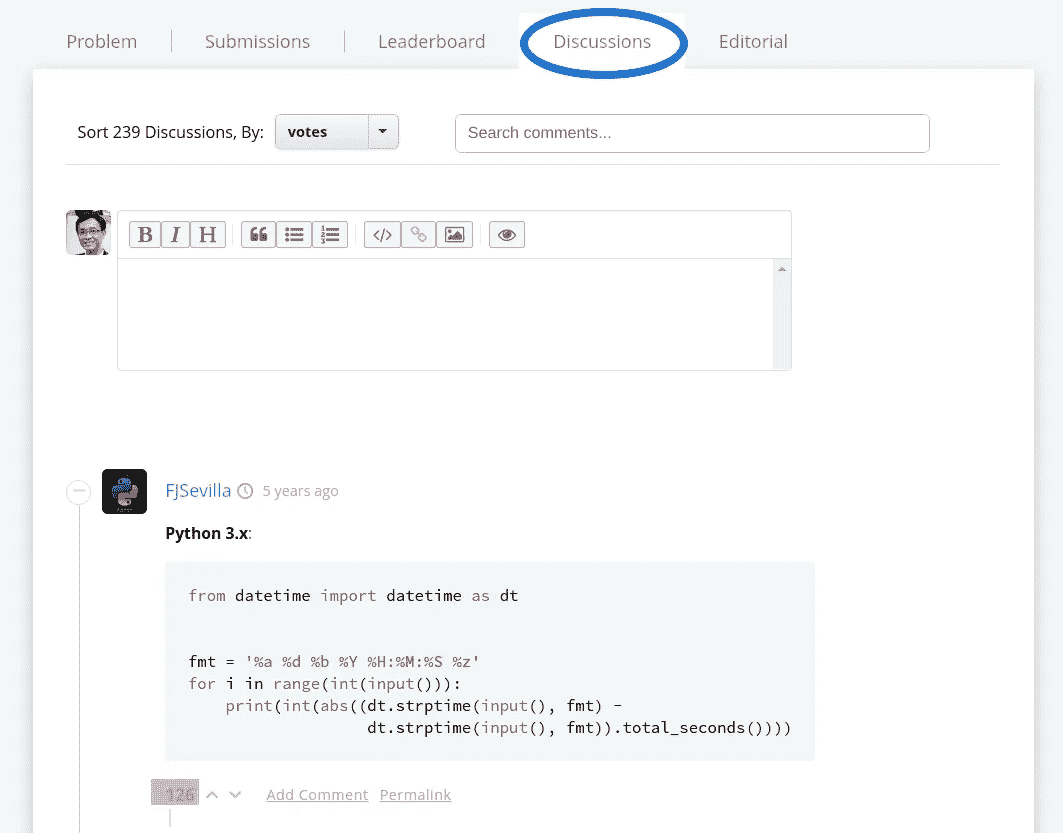 Problem Submissions Leaderboard Discussions Editorial
Sort 239 Discussions, By: votes Search comments...
B I H
FJSevilla 5 years ago
Python 3.x:
from datetime import datetime as dt
fmt = '%a %d %b %Y %H:%M:%S %z'
for i in range(int(input())):
    print(int(abs((dt.strptime(input(), fmt) -
                   dt.strptime(input(), fmt)).total_seconds())))
126 Add Comment Permalink